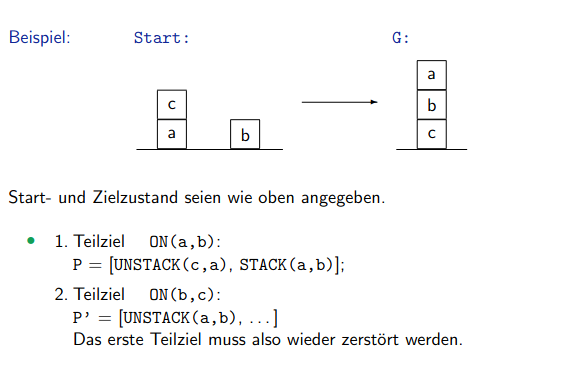 Beispiel: Start: G:
a
c b
a b c
Start- und Zielzustand seien wie oben angegeben.
• 1. Teilziel ON(a,b):
P = [UNSTACK(c,a), STACK(a,b)];
2. Teilziel ON(b,c):
P' = [UNSTACK(a,b), ...]
Das erste Teilziel muss also wieder zerstört werden.